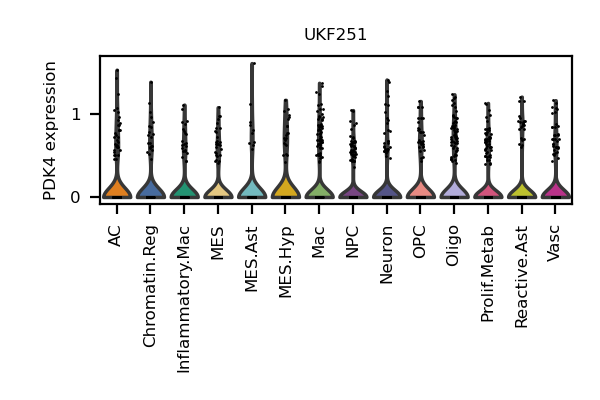 UKF251
PDK4 expression
1
0
AC
Chromatin.Reg
Inflammatory.Mac
MES
MES.Ast
MES.Hyp
Mac
NPC
Neuron
OPC
Oligo
Prolif.Metab
Reactive.Ast
Vasc